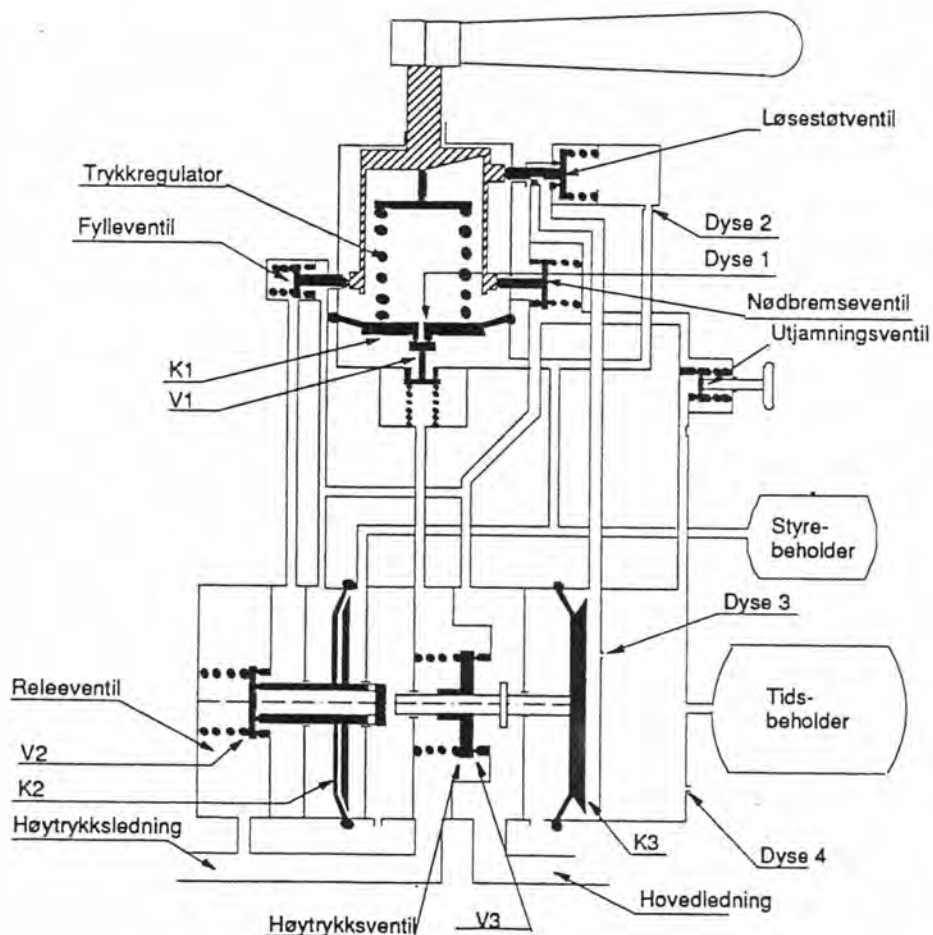 Løsestøtventil
Trykkregulator
Fylleventil
Dyse 2
Dyse 1
Nødbremseventil
Utjamningsventil
K1
V1
Styre-
beholder
Dyse 3
Releeventil
Tids-
beholder
V2
K2
Høytrykksledning
K3
Dyse 4
Hovedledning
Høytrykksventil
V3